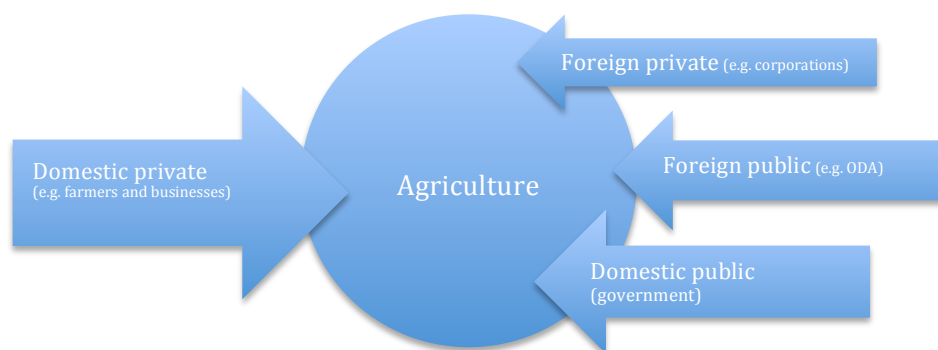 Foreign private (e.g. corporations)
Domestic private
(e.g. farmers and businesses)
Foreign public (e.g. ODA)
Agriculture
Domestic public
(government)